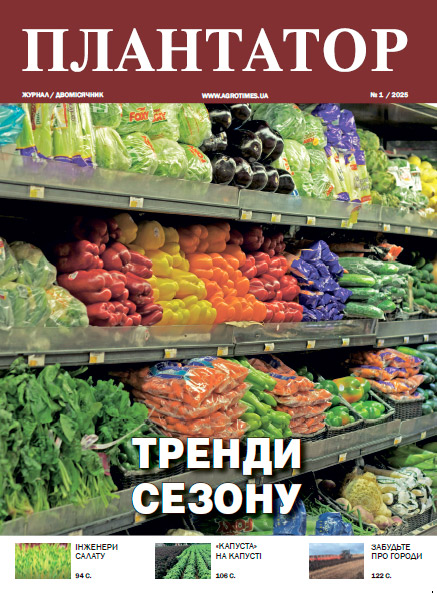 ПЛАНТАТОР
ЖУРНАЛ / ДВОМІСЯЧНИК
WWW.AGROTIMES.UA
№ 1 / 2025
FOXY
ТРЕНДИ
СЕЗОНУ
ІНЖЕНЕРИ
САЛАТУ
94 С.
«КАПУСТА»
НА КАПУСТІ
106 С.
ЗАБУДЬТЕ
ПРО ГОРОДИ
122 С.